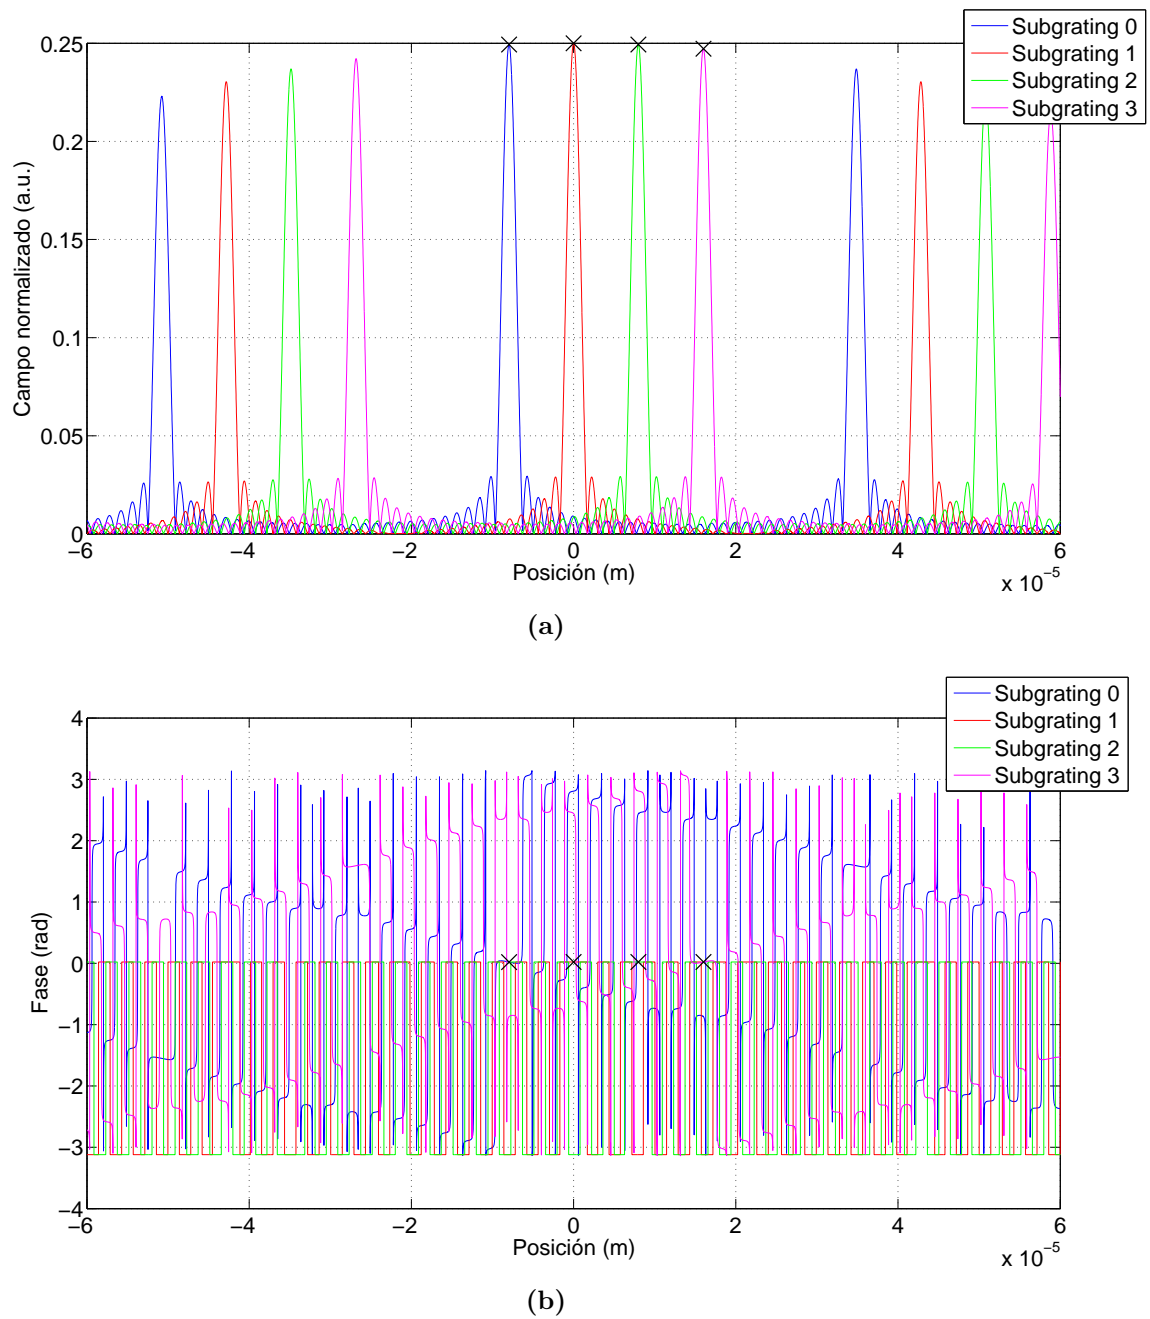 Subgrating 0
Subgrating 1
Subgrating 2
Subgrating 3
0.25
0.2
0.15
0.1
0.05
0
Campo normalizado (a.u.)
−6 −4 −2 0 2 4 6
Posición (m)
x 10⁻⁵
(a)
Subgrating 0
Subgrating 1
Subgrating 2
Subgrating 3
4
3
2
1
0
−1
−2
−3
−4
Fase (rad)
−6 −4 −2 0 2 4 6
Posición (m)
x 10⁻⁵
(b)